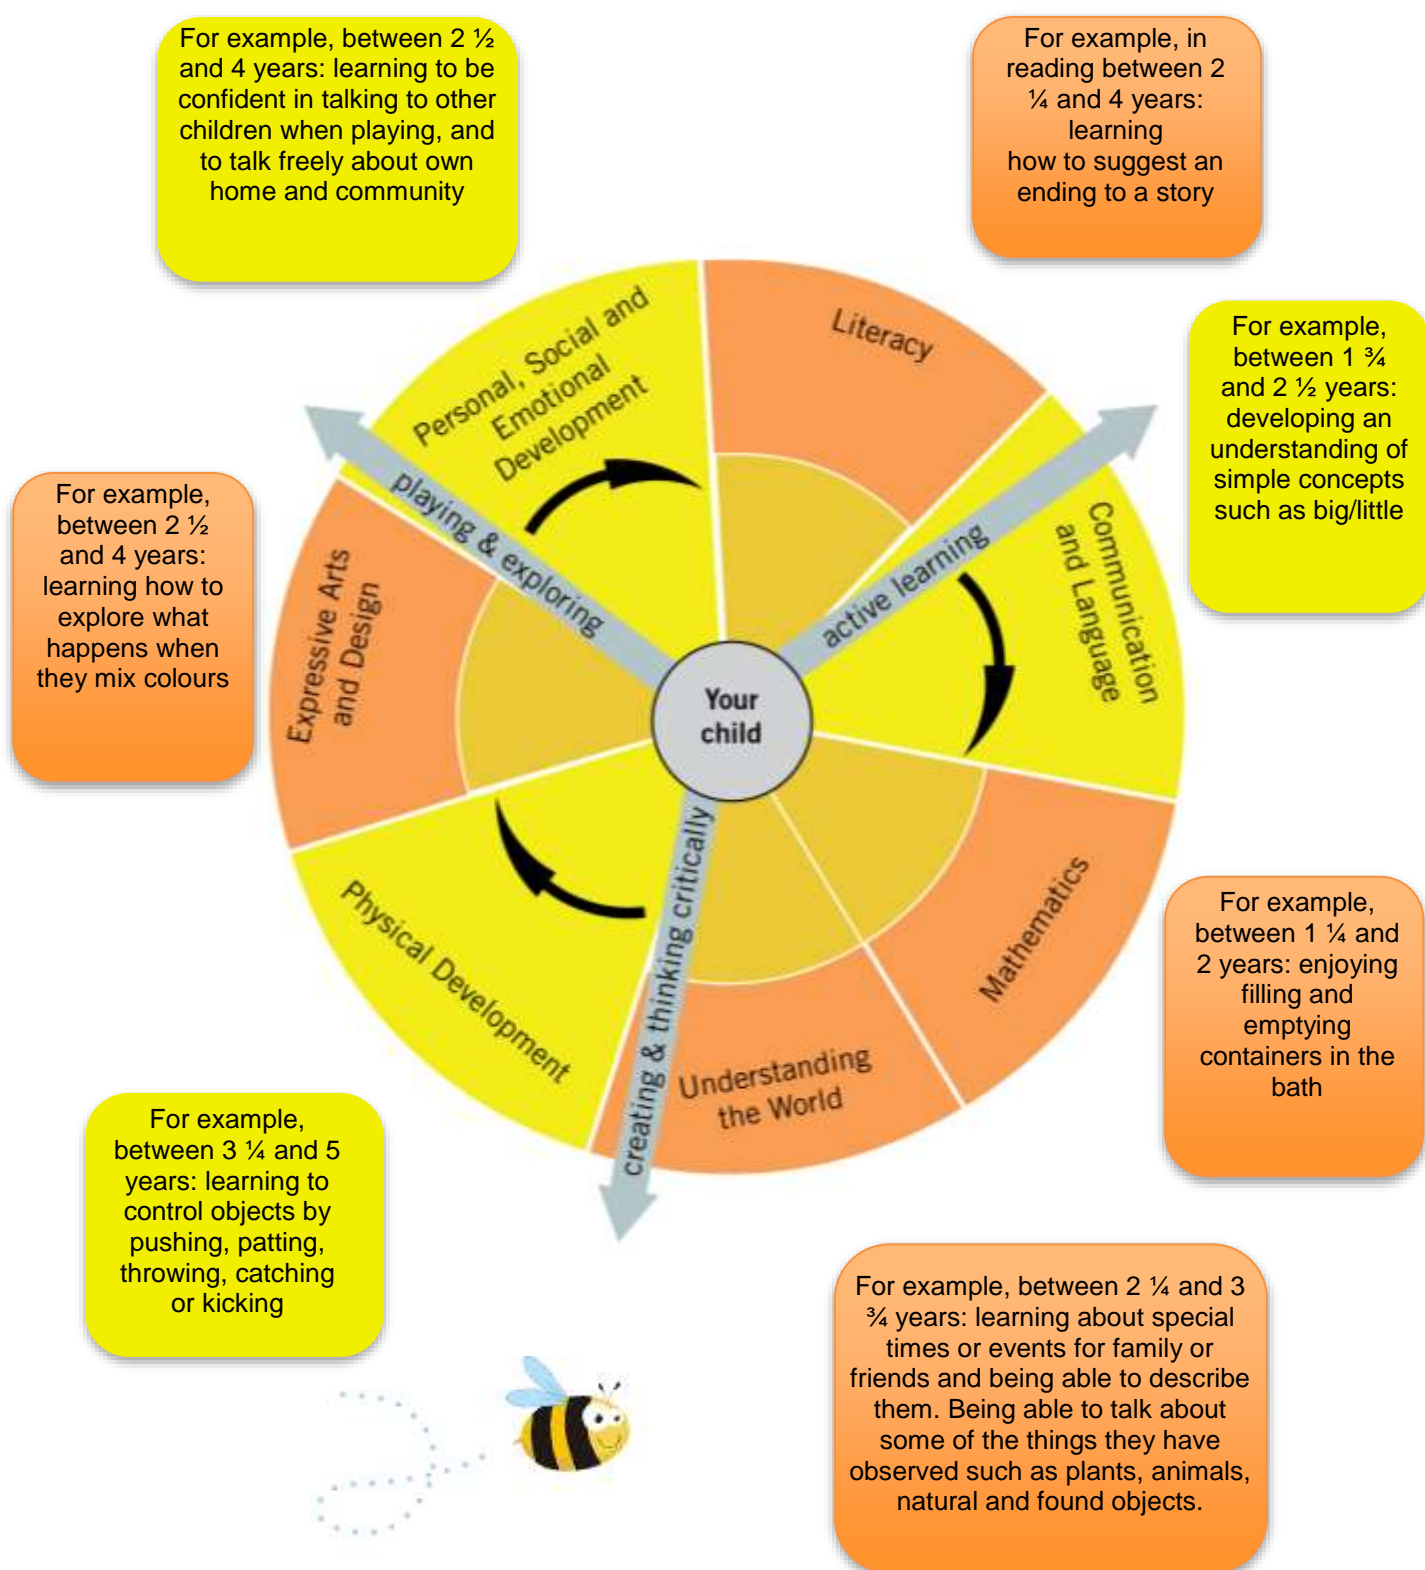 For example, between 2 ½
and 4 years: learning to be
confident in talking to other
children when playing, and
to talk freely about own
home and community
For example, in
reading between 2
¼ and 4 years:
learning
how to suggest an
ending to a story
For example,
between 1 ¾
and 2 ½ years:
developing an
understanding of
simple concepts
such as big/little
For example,
between 2 ½
and 4 years:
learning how to
explore what
happens when
they mix colours
Personal, Social and
Emotional
Development
Literacy
Communication
and Language
playing & exploring
active learning
Expressive Arts
and Design
Your
child
creating & thinking critically
Physical Development
Mathematics
Understanding
the World
For example,
between 1 ¼ and
2 years: enjoying
filling and
emptying
containers in the
bath
For example,
between 3 ¼ and 5
years: learning to
control objects by
pushing, patting,
throwing, catching
or kicking
For example, between 2 ¼ and 3
¾ years: learning about special
times or events for family or
friends and being able to describe
them. Being able to talk about
some of the things they have
observed such as plants, animals,
natural and found objects.